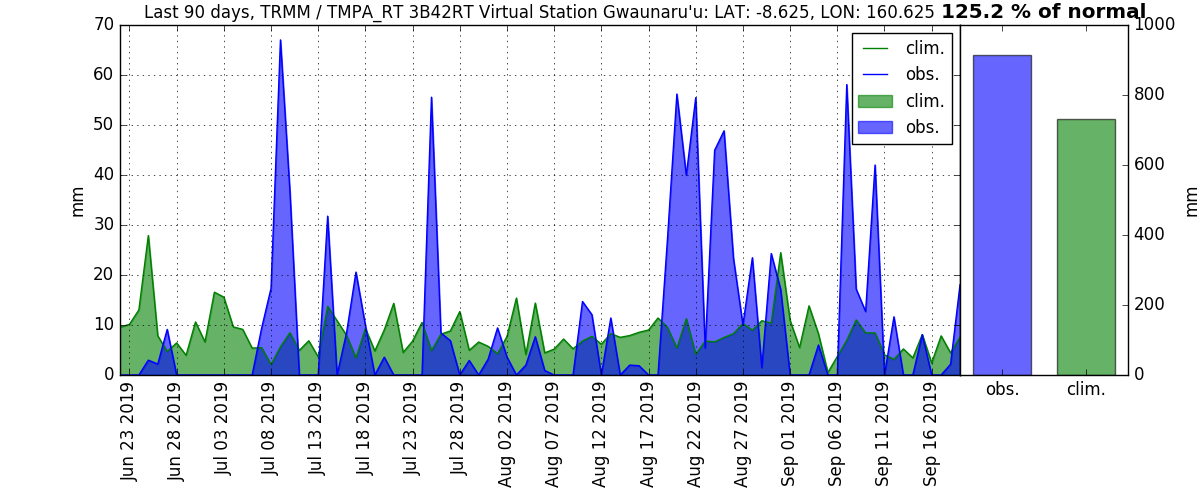 Last 90 days, TRMM / TMPA_RT 3B42RT Virtual Station Gwaunaru'u: LAT: -8.625, LON: 160.625 125.2 % of normal
70
60
50
40
30
20
10
0
mm
clim.
obs.
clim.
obs.
1000
800
600
400
200
0
mm
obs.
clim.
Jun 23 2019
Jun 28 2019
Jul 03 2019
Jul 08 2019
Jul 13 2019
Jul 18 2019
Jul 23 2019
Jul 28 2019
Aug 02 2019
Aug 07 2019
Aug 12 2019
Aug 17 2019
Aug 22 2019
Aug 27 2019
Sep 01 2019
Sep 06 2019
Sep 11 2019
Sep 16 2019